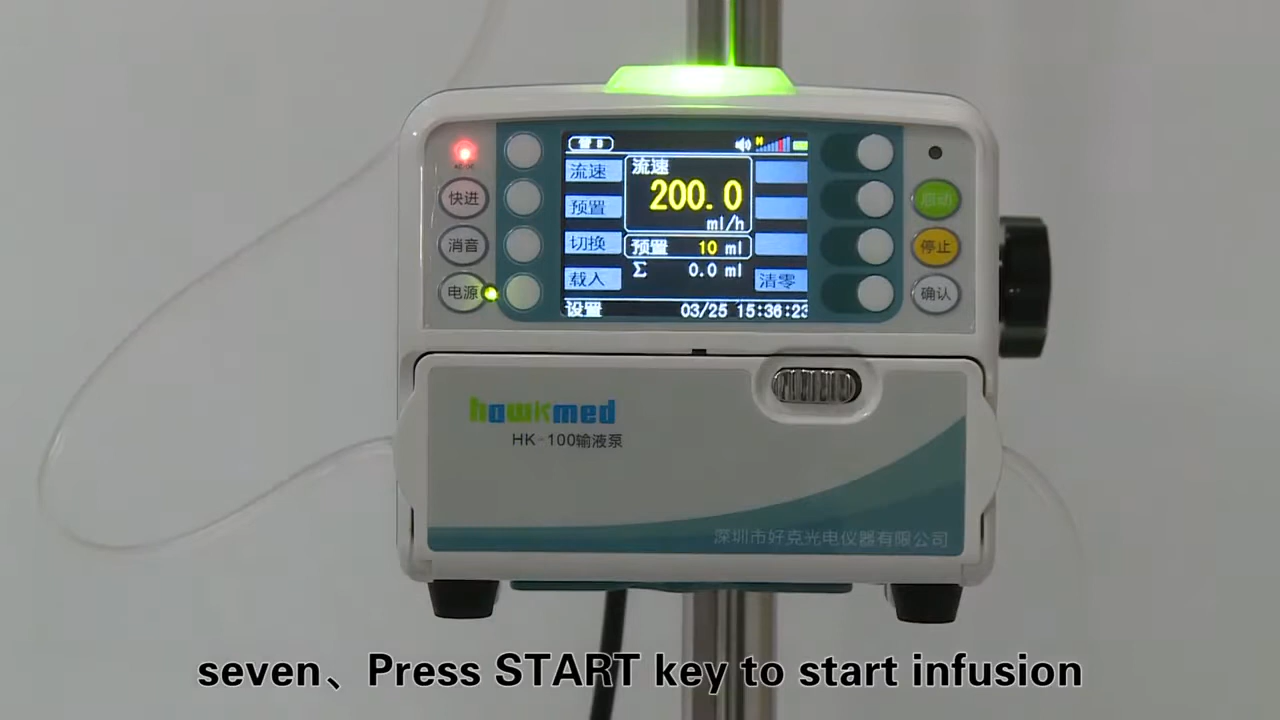 快进
消音
电源
流速
预置
切换
载入
流速
200.0
ml/h
预置 10 ml
Σ 0.0 ml
清零
设置 03/25 15:36:23
启动
停止
确认
hawkmed
HK-100输液泵
深圳市好克光电仪器有限公司
seven、Press START key to start infusion